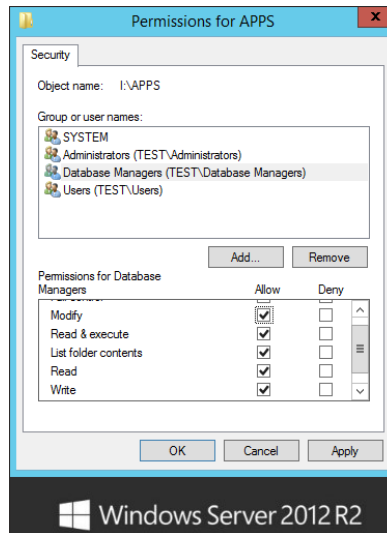 Permissions for APPS
x
Security
Object name: I:\APPS
Group or user names:
SYSTEM
Administrators (TEST\Administrators)
Database Managers (TEST\Database Managers)
Users (TEST\Users)
Add... Remove
Permissions for Database
Managers Allow Deny
Modify
Read & execute
List folder contents
Read
Write
OK Cancel Apply
Windows Server 2012 R2